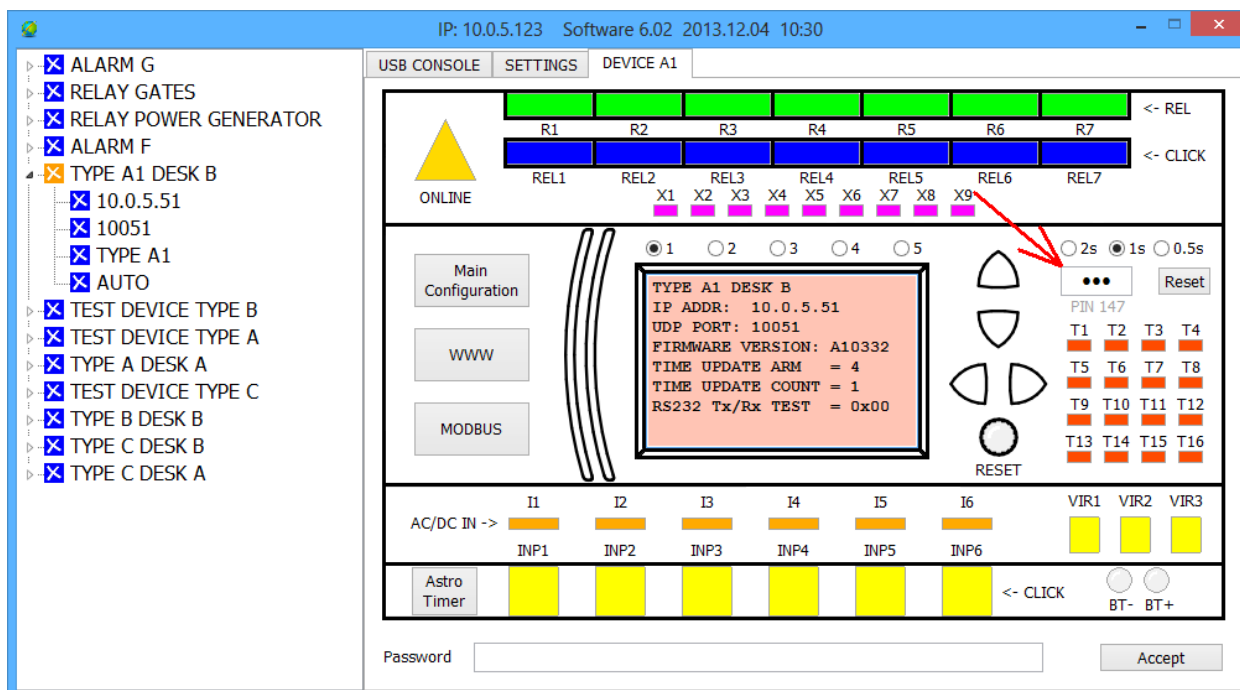 IP: 10.0.5.123 Software 6.02 2013.12.04 10:30
ALARM G
RELAY GATES
RELAY POWER GENERATOR
ALARM F
TYPE A1 DESK B
10.0.5.51
10051
TYPE A1
AUTO
TEST DEVICE TYPE B
TEST DEVICE TYPE A
TYPE A DESK A
TEST DEVICE TYPE C
TYPE B DESK B
TYPE C DESK B
TYPE C DESK A
USB CONSOLE SETTINGS DEVICE A1
<- REL
R1 R2 R3 R4 R5 R6 R7
<- CLICK
REL1 REL2 REL3 REL4 REL5 REL6 REL7
ONLINE
X1 X2 X3 X4 X5 X6 X7 X8 X9
1 2 3 4 5
2s 1s 0.5s
Main
Configuration
WWW
MODBUS
TYPE A1 DESK B
IP ADDR: 10.0.5.51
UDP PORT: 10051
FIRMWARE VERSION: A10332
TIME UPDATE ARM = 4
TIME UPDATE COUNT = 1
RS232 Tx/Rx TEST = 0x00
RESET
••• Reset
PIN 147
T1 T2 T3 T4
T5 T6 T7 T8
T9 T10 T11 T12
T13 T14 T15 T16
I1 I2 I3 I4 I5 I6
VIR1 VIR2 VIR3
AC/DC IN ->
INP1 INP2 INP3 INP4 INP5 INP6
Astro
Timer
<- CLICK
BT- BT+
Password
Accept